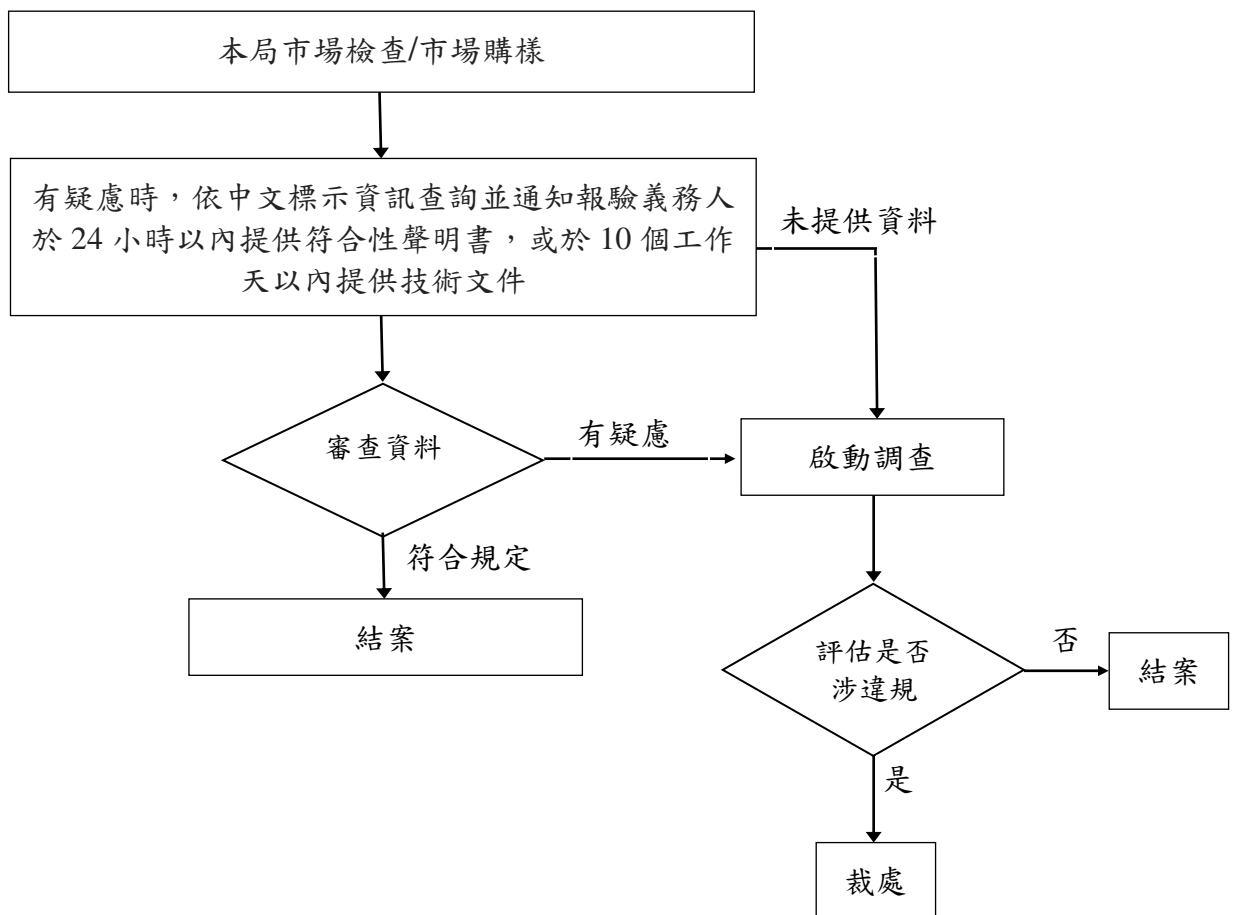 本局市場檢查/市場購樣
有疑慮時，依中文標示資訊查詢並通知報驗義務人
於 24 小時以內提供符合性聲明書，或於 10 個工作
天以內提供技術文件
未提供資料
審查資料
有疑慮
啟動調查
符合規定
結案
評估是否
涉違規
否
結案
是
裁處